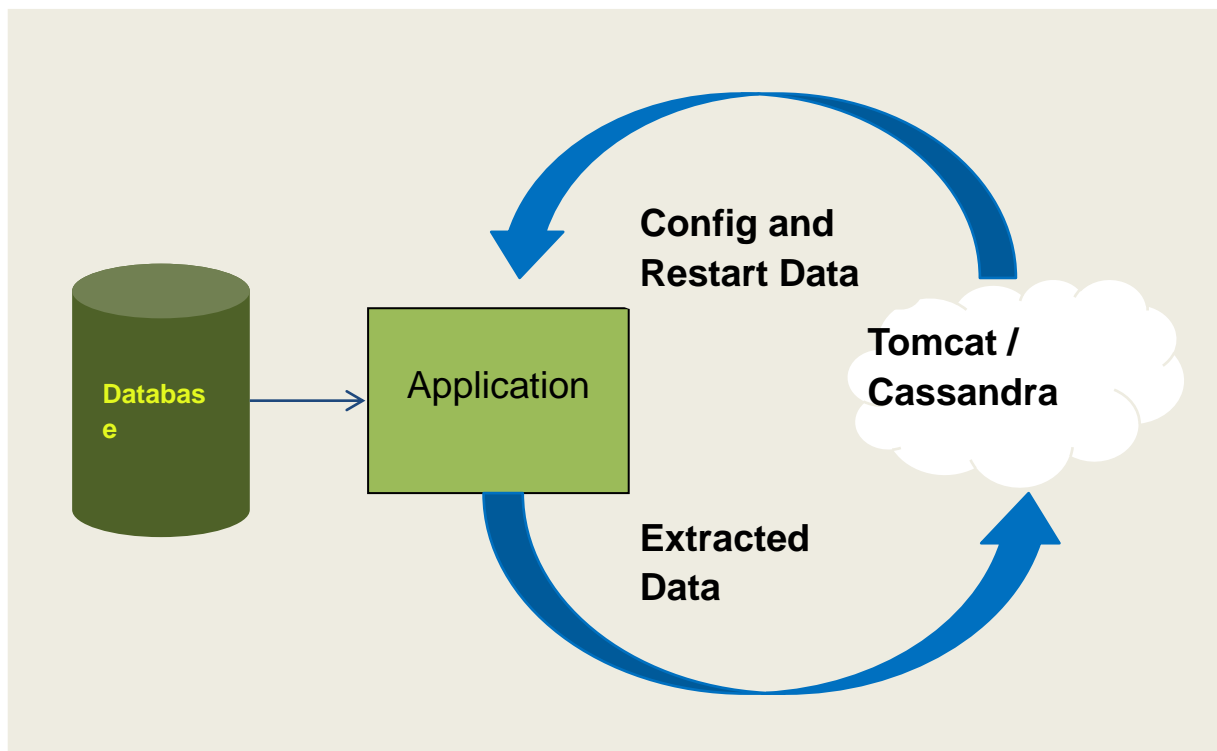 Config and
Restart Data
Databas
e
Application
Tomcat /
Cassandra
Extracted
Data